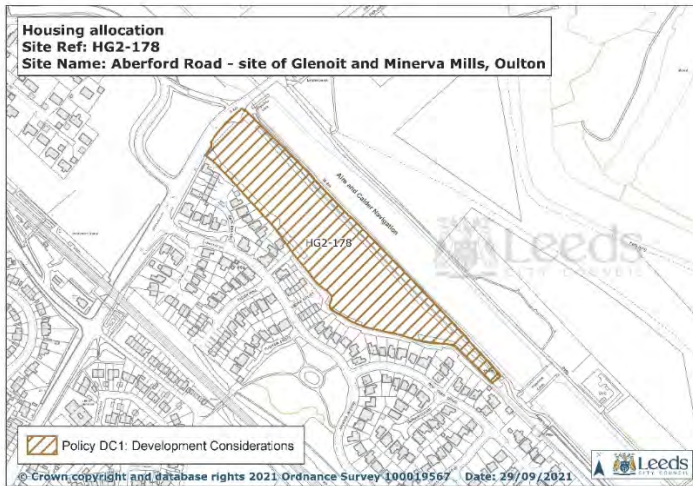 Housing allocation
Site Ref: HG2-178
Site Name: Aberford Road - site of Glenoit and Minerva Mills, Oulton
Aire and Calder Navigation
HG2-178
Leeds
CITY COUNCIL
Policy DC1: Development Considerations
© Crown copyright and database rights 2021 Ordnance Survey 100019567 Date: 29/09/2021
Leeds
CITY COUNCIL